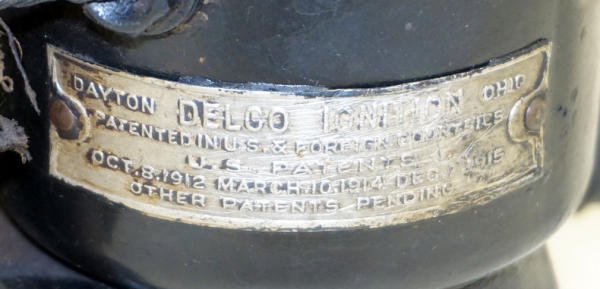 DAYTON DELCO IGNITION OHIO
PATENTED IN U.S. & FOREIGN COUNTRIES
U.S. PATENTS
OCT. 8. 1912 MARCH. 10. 1914 DEC. 1915
OTHER PATENTS PENDING